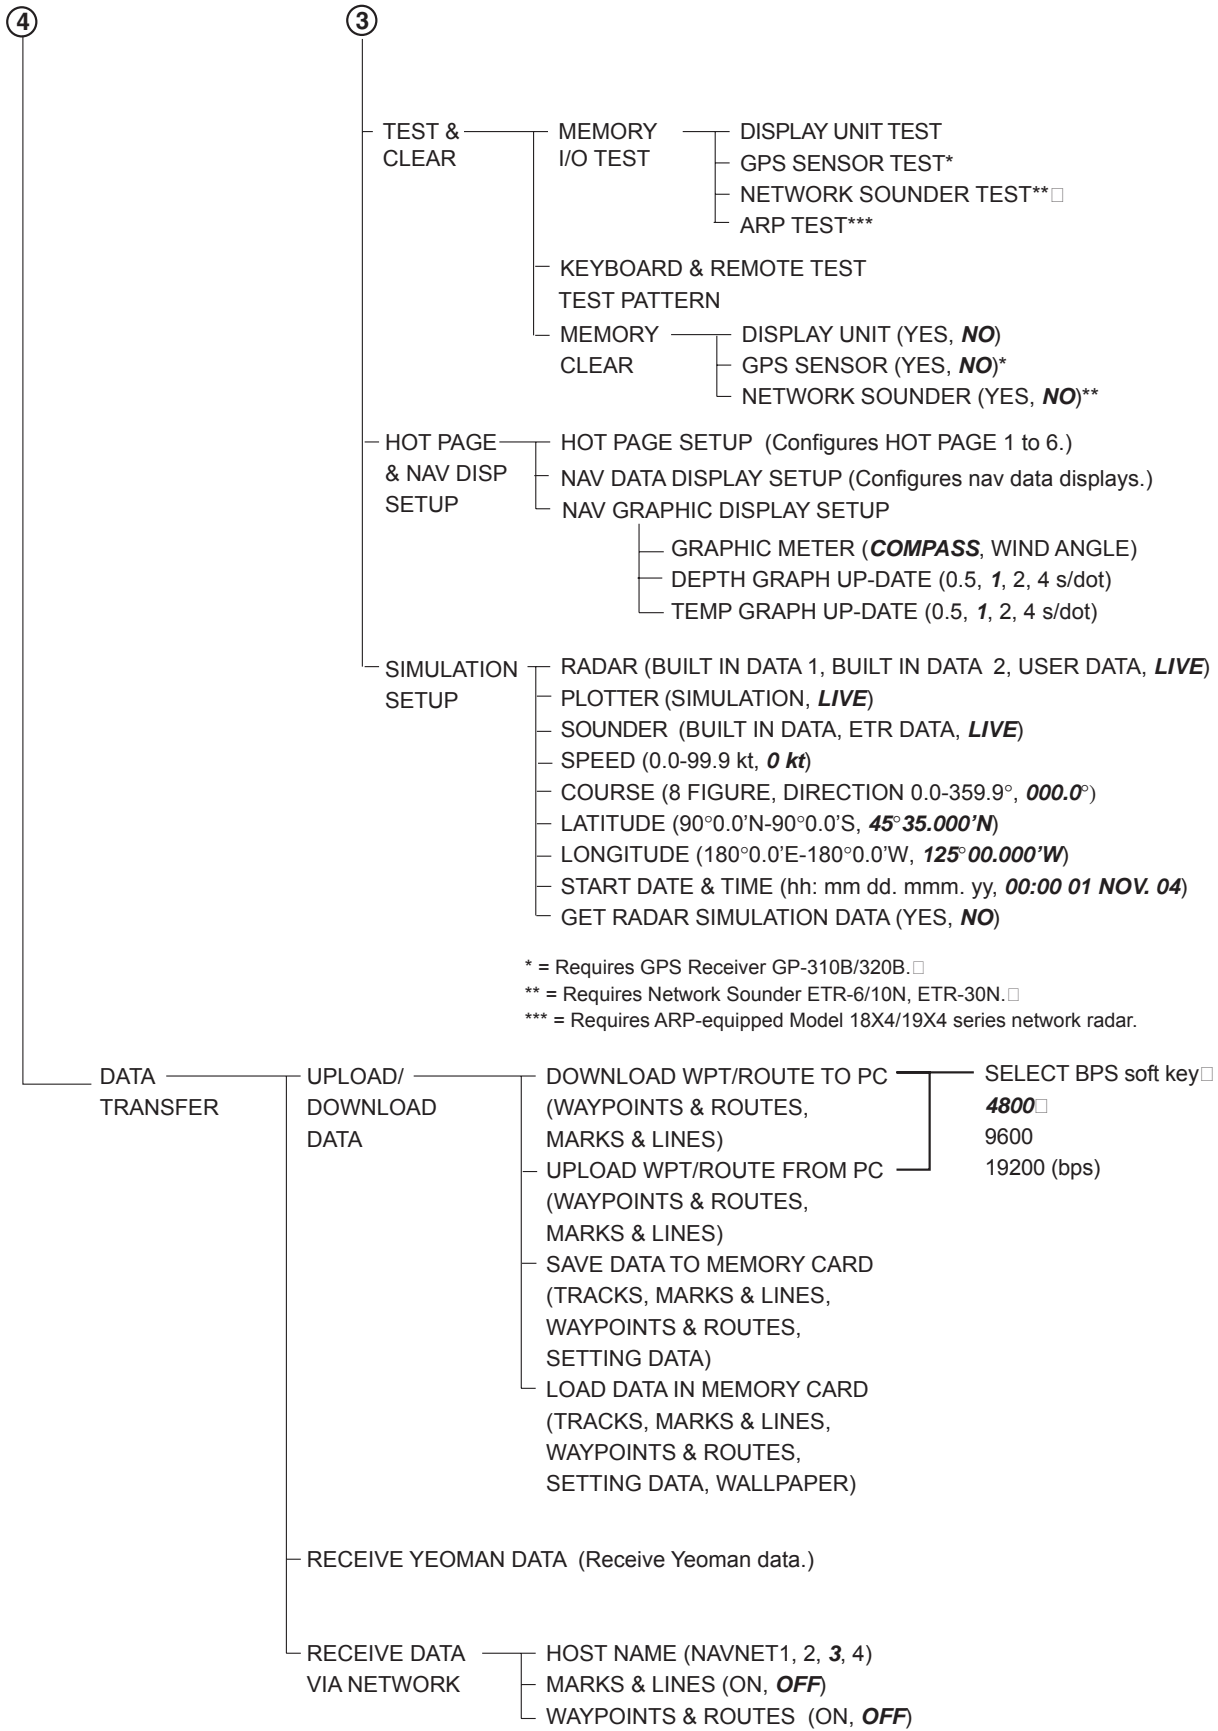 4 3
TEST & MEMORY DISPLAY UNIT TEST
CLEAR I/O TEST GPS SENSOR TEST*
NETWORK SOUNDER TEST**□
ARP TEST***
KEYBOARD & REMOTE TEST
TEST PATTERN
MEMORY DISPLAY UNIT (YES, NO)
CLEAR GPS SENSOR (YES, NO)*
NETWORK SOUNDER (YES, NO)**
HOT PAGE HOT PAGE SETUP (Configures HOT PAGE 1 to 6.)
& NAV DISP NAV DATA DISPLAY SETUP (Configures nav data displays.)
SETUP NAV GRAPHIC DISPLAY SETUP
GRAPHIC METER (COMPASS, WIND ANGLE)
DEPTH GRAPH UP-DATE (0.5, 1, 2, 4 s/dot)
TEMP GRAPH UP-DATE (0.5, 1, 2, 4 s/dot)
SIMULATION RADAR (BUILT IN DATA 1, BUILT IN DATA 2, USER DATA, LIVE)
SETUP PLOTTER (SIMULATION, LIVE)
SOUNDER (BUILT IN DATA, ETR DATA, LIVE)
SPEED (0.0-99.9 kt, 0 kt)
COURSE (8 FIGURE, DIRECTION 0.0-359.9°, 000.0°)
LATITUDE (90°0.0’N-90°0.0’S, 45°35.000’N)
LONGITUDE (180°0.0’E-180°0.0’W, 125°00.000’W)
START DATE & TIME (hh: mm dd. mmm. yy, 00:00 01 NOV. 04)
GET RADAR SIMULATION DATA (YES, NO)
* = Requires GPS Receiver GP-310B/320B.□
** = Requires Network Sounder ETR-6/10N, ETR-30N.□
*** = Requires ARP-equipped Model 18X4/19X4 series network radar.
DATA UPLOAD/ DOWNLOAD WPT/ROUTE TO PC SELECT BPS soft key□
TRANSFER DOWNLOAD (WAYPOINTS & ROUTES, 4800□
DATA MARKS & LINES) 9600
UPLOAD WPT/ROUTE FROM PC 19200 (bps)
(WAYPOINTS & ROUTES,
MARKS & LINES)
SAVE DATA TO MEMORY CARD
(TRACKS, MARKS & LINES,
WAYPOINTS & ROUTES,
SETTING DATA)
LOAD DATA IN MEMORY CARD
(TRACKS, MARKS & LINES,
WAYPOINTS & ROUTES,
SETTING DATA, WALLPAPER)
RECEIVE YEOMAN DATA (Receive Yeoman data.)
RECEIVE DATA HOST NAME (NAVNET1, 2, 3, 4)
VIA NETWORK MARKS & LINES (ON, OFF)
WAYPOINTS & ROUTES (ON, OFF)